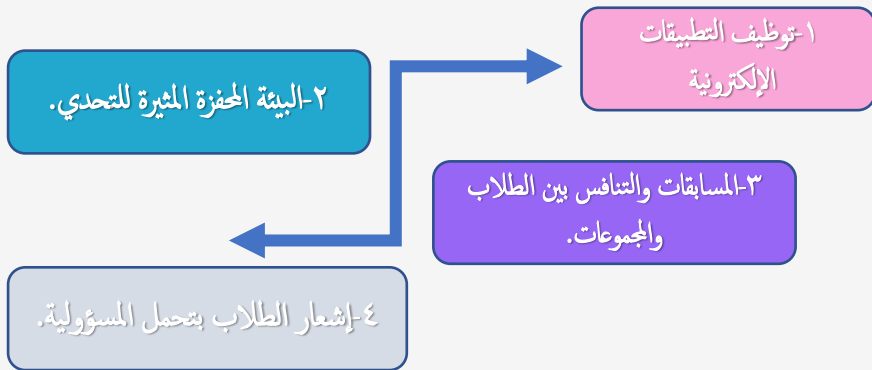 ١-توظيف التطبيقات
الإلكترونية
٢-البيئة المحفزة المثيرة للتحدي.
٣-المسابقات والتنافس بين الطلاب
والمجموعات.
٤-إشعار الطلاب بتحمل المسؤولية.